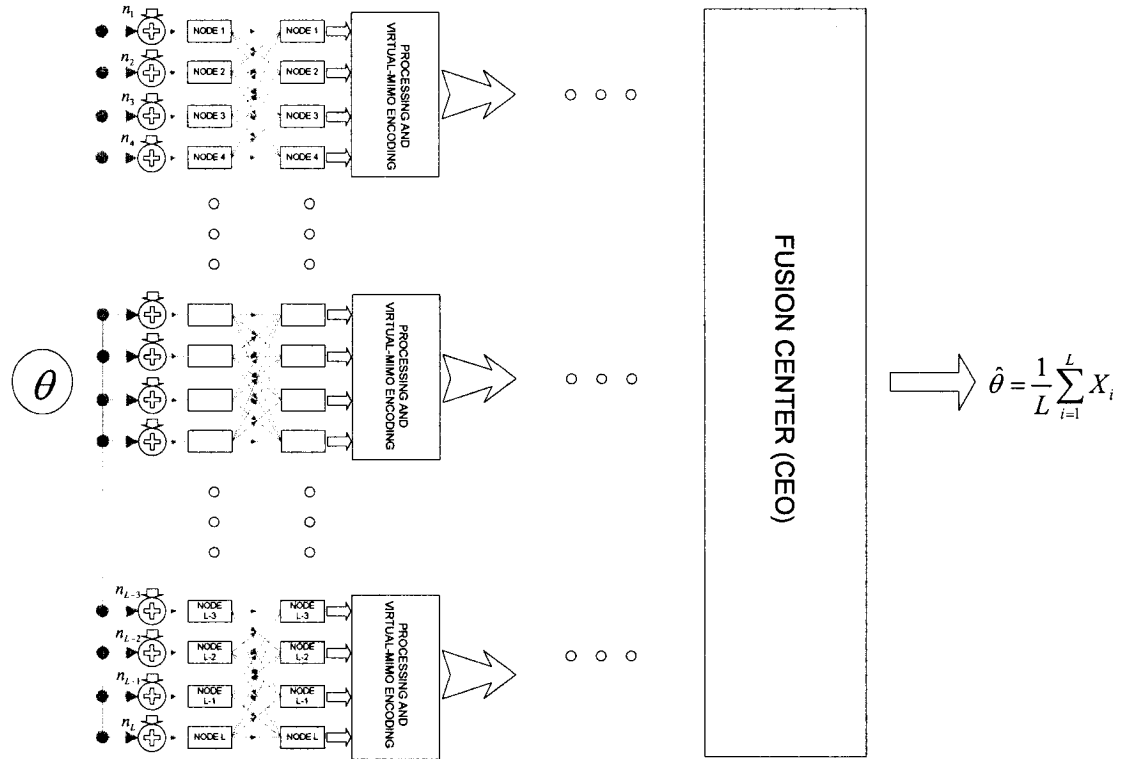 n₁
NODE 1
NODE 1
n₂
NODE 2
NODE 2
n₃
NODE 3
NODE 3
n₄
NODE 4
NODE 4
PROCESSING AND
VIRTUAL-MIMO ENCODING
θ
PROCESSING AND
VIRTUAL-MIMO ENCODING
n_{L-3}
NODE
L-3
NODE
L-3
n_{L-2}
NODE
L-2
NODE
L-2
n_{L-1}
NODE
L-1
NODE
L-1
n_L
NODE L
NODE L
PROCESSING AND
VIRTUAL-MIMO ENCODING
FUSION CENTER (CEO)
θ̂ = \frac{1}{L} \sum_{i=1}^{L} X_i